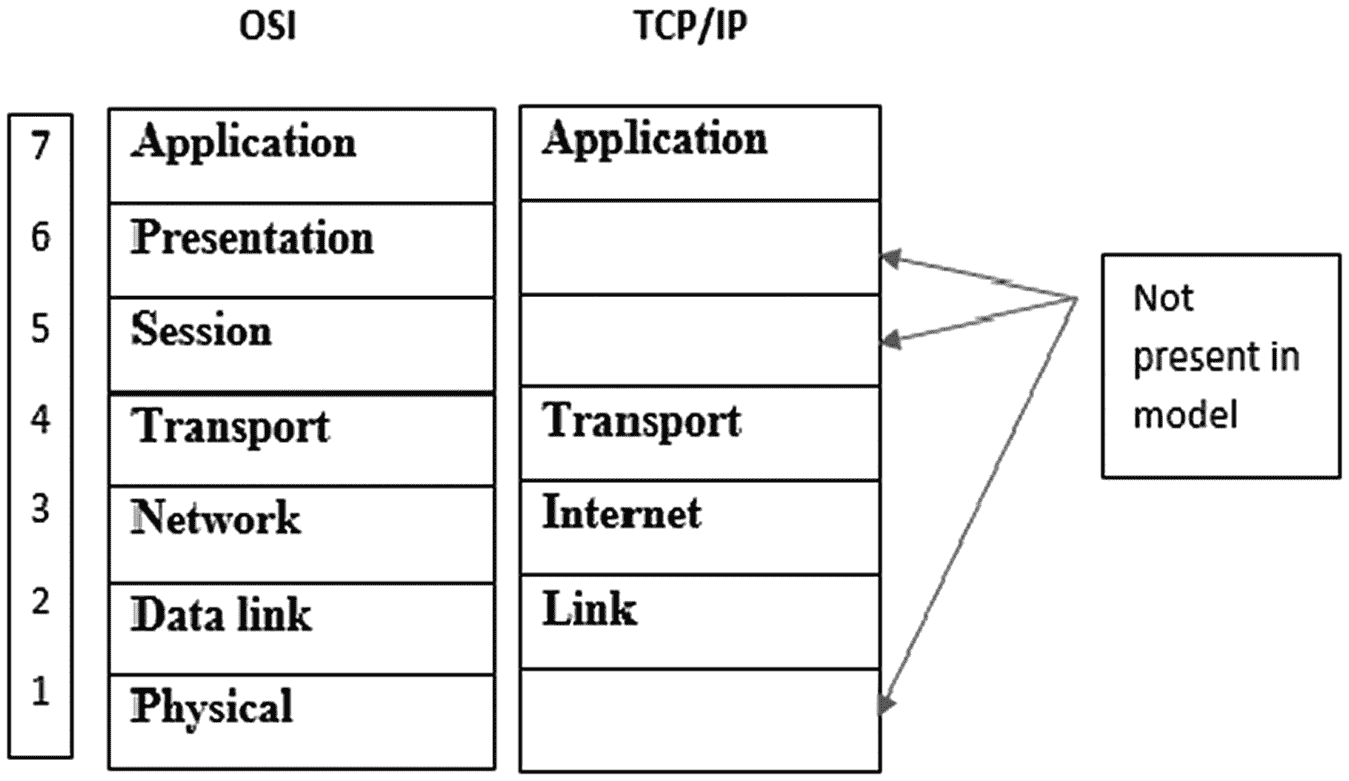 OSI TCP/IP
7 Application Application
6 Presentation
5 Session
4 Transport Transport
3 Network Internet
2 Data link Link
1 Physical
Not
present in
model